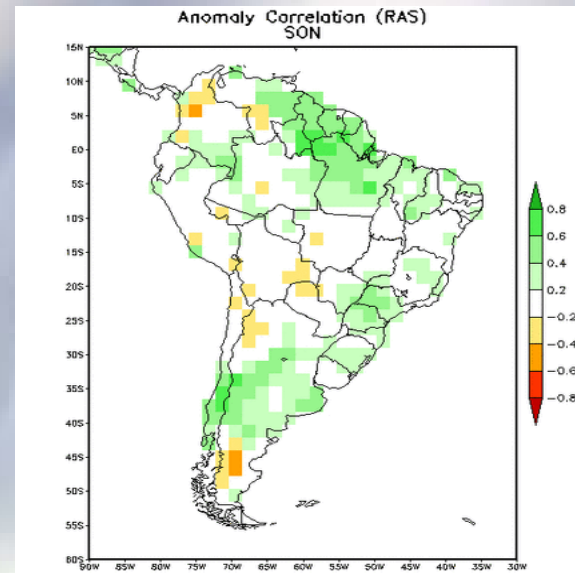 Anomaly Correlation (RAS)
SON
15N
10N
5N
EQ
5S
10S
15S
20S
25S
30S
35S
40S
45S
50S
55S
60S
90W 85W 80W 75W 70W 65W 60W 55W 50W 45W 40W 35W 30W
0.8
0.6
0.4
0.2
-0.2
-0.4
-0.6
-0.8